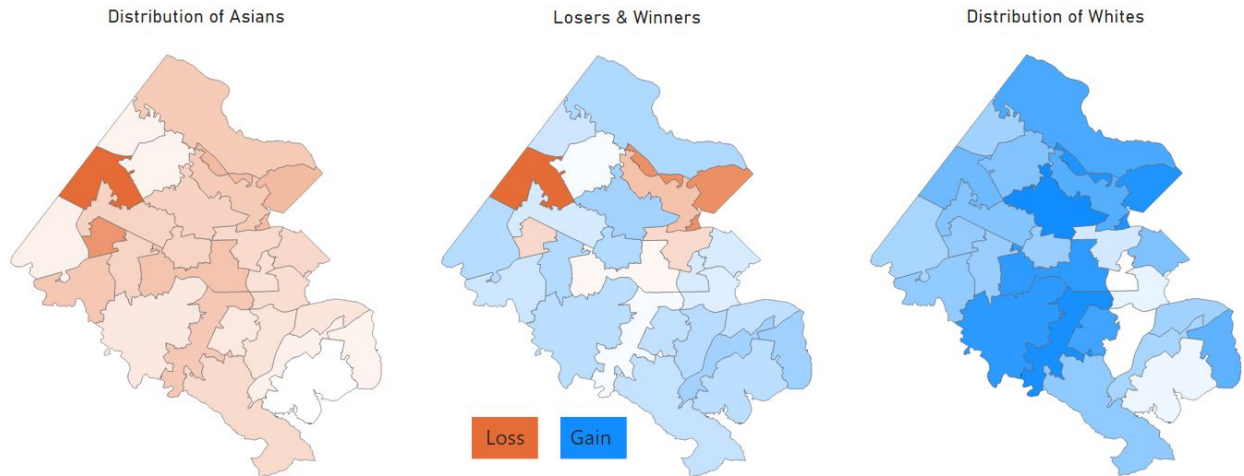 Distribution of Asians
Losers & Winners
Distribution of Whites
Loss
Gain